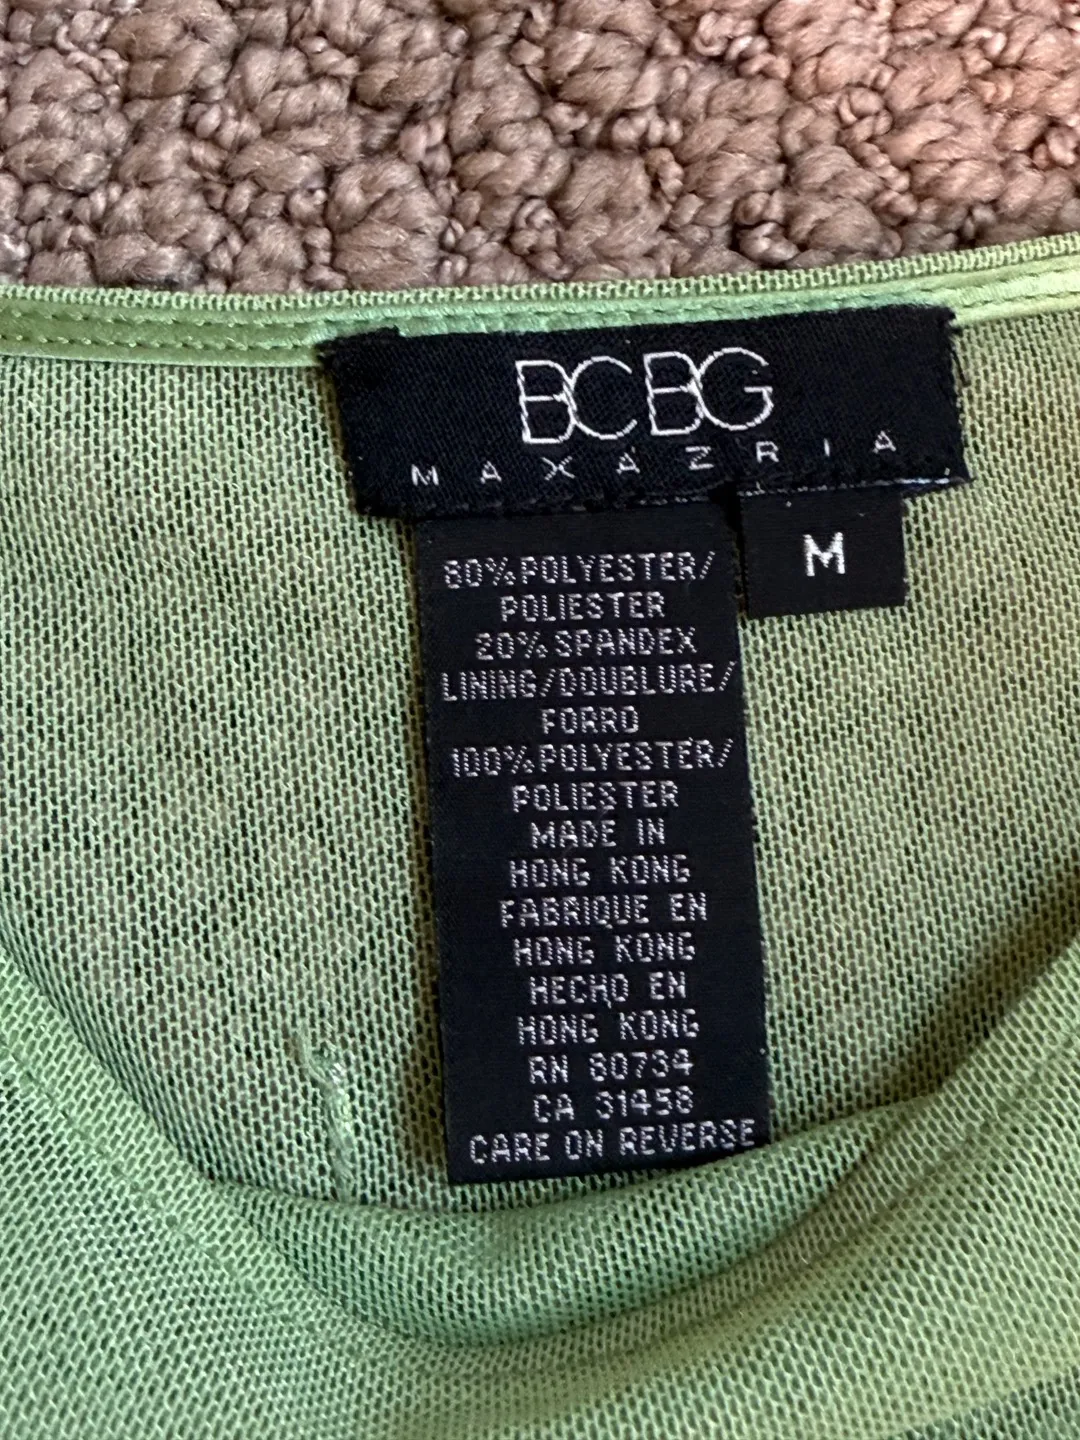 BCBG
MAXAZRIA
M
80% POLYESTER/
POLIESTER
20% SPANDEX
LINING/DOUBLURE/
FORRO
100% POLYESTER/
POLIESTER
MADE IN
HONG KONG
FABRIQUE EN
HONG KONG
HECHO EN
HONG KONG
RN 80734
CA 31458
CARE ON REVERSE